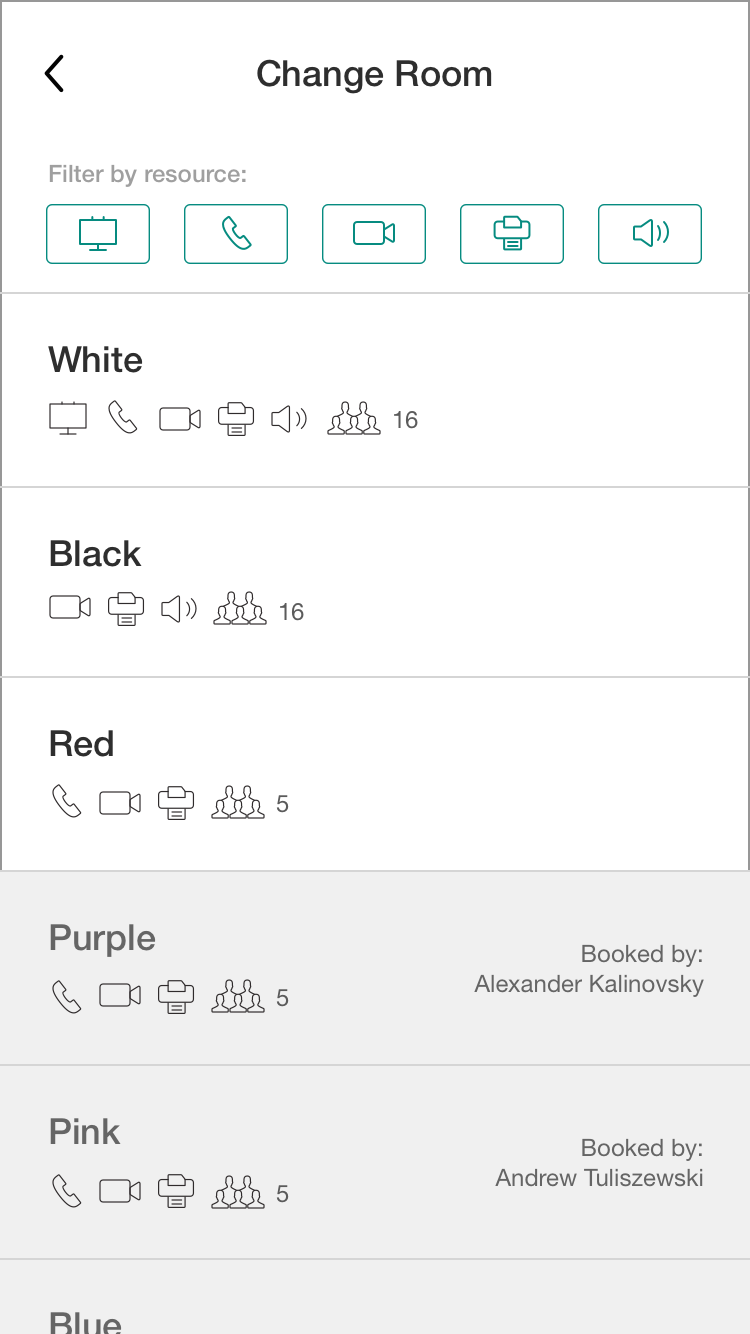 Change Room
Filter by resource:
White
16
Black
16
Red
5
Purple
Booked by:
Alexander Kalinovsky
5
Pink
Booked by:
Andrew Tuliszewski
5
Blue